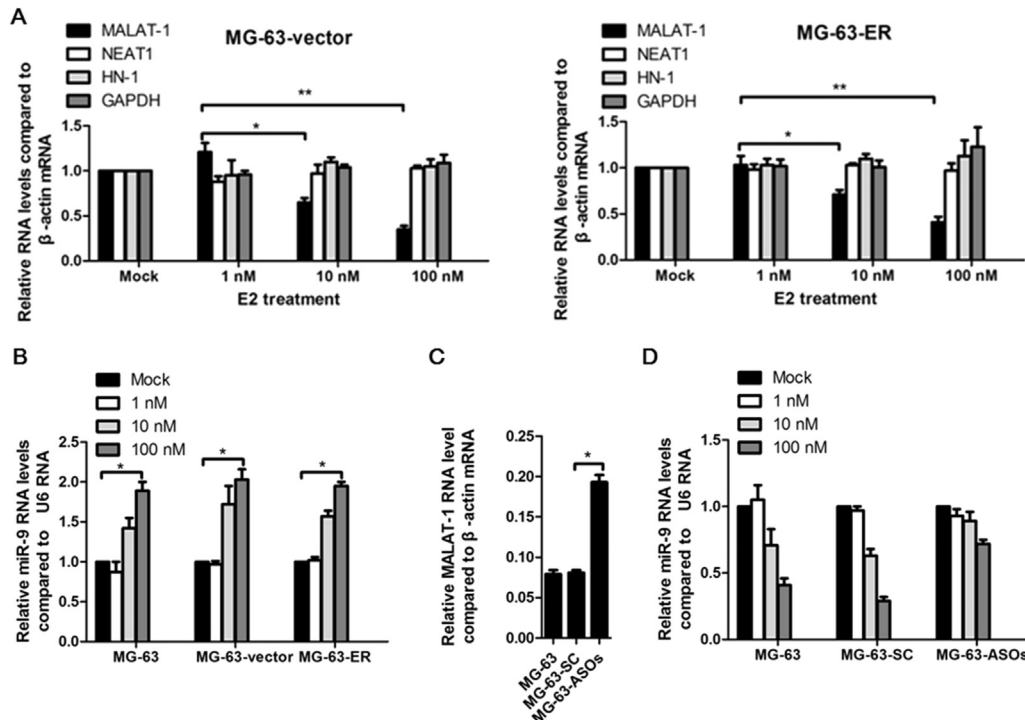 A
MALAT-1
NEAT1
HN-1
GAPDH
MG-63-vector
Relative RNA levels compared to
β -actin mRNA
1.5
1.0
0.5
0.0
*
**
Mock
1 nM
10 nM
100 nM
E2 treatment
MALAT-1
NEAT1
HN-1
GAPDH
MG-63-ER
Relative RNA levels compared to
β -actin mRNA
1.5
1.0
0.5
0.0
*
**
Mock
1 nM
10 nM
100 nM
E2 treatment
B
Mock
1 nM
10 nM
100 nM
Relative miR-9 RNA levels
compared to U6 RNA
2.5
2.0
1.5
1.0
0.5
0.0
*
*
*
MG-63
MG-63-vector
MG-63-ER
C
Relative MALAT-1 RNA level
compared to β -actin mRNA
0.25
0.20
0.15
0.10
0.05
0.00
*
MG-63
MG-63-SC
MG-63-ASOs
D
Mock
1 nM
10 nM
100 nM
Relative miR-9 RNA levels
compared to U6 RNA
1.5
1.0
0.5
0.0
MG-63
MG-63-SC
MG-63-ASOs